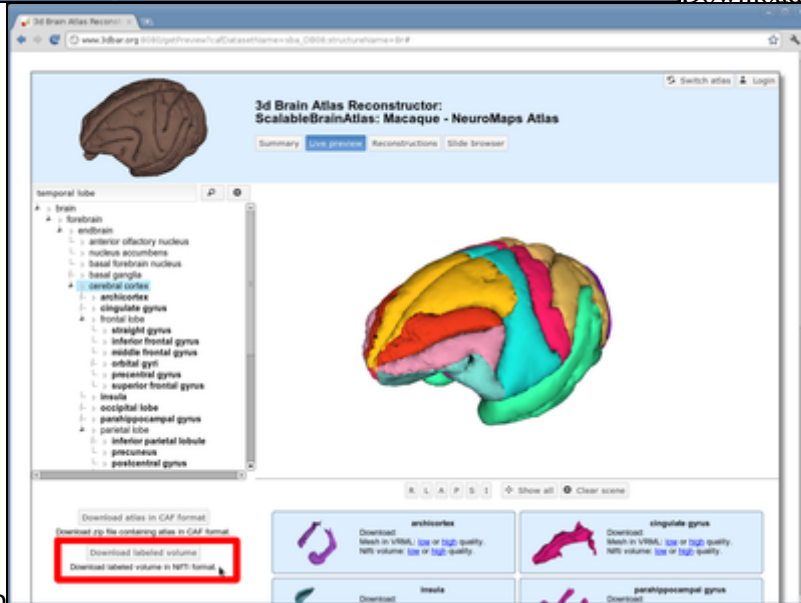 3d Brain Atlas Reconst
www.3dbar.org:8080/getPreview?cafDatasetName=sba_DB08;structureName=Br#
Switch atlas Login
3d Brain Atlas Reconstructor:
ScalableBrainAtlas: Macaque - NeuroMaps Atlas
Summary Live preview Reconstructions Slide browser
temporal lobe
brain
forebrain
endbrain
anterior olfactory nucleus
nucleus accumbens
basal forebrain nucleus
basal ganglia
cerebral cortex
archicortex
cingulate gyrus
frontal lobe
straight gyrus
inferior frontal gyrus
middle frontal gyrus
orbital gyri
precentral gyrus
superior frontal gyrus
insula
occipital lobe
parahippocampal gyrus
parietal lobe
inferior parietal lobule
precuneus
postcentral gyrus
R L A P S I Show all Clear scene
Download atlas in CAF format
Download zip file containing atlas in CAF format.
Download labeled volume
Download labeled volume in NIfTI format.
archicortex
Download:
Mesh in VRML: low or high quality.
Nifti volume: low or high quality.
cingulate gyrus
Download:
Mesh in VRML: low or high quality.
Nifti volume: low or high quality.
insula
Download:
parahippocampal gyrus
Download: